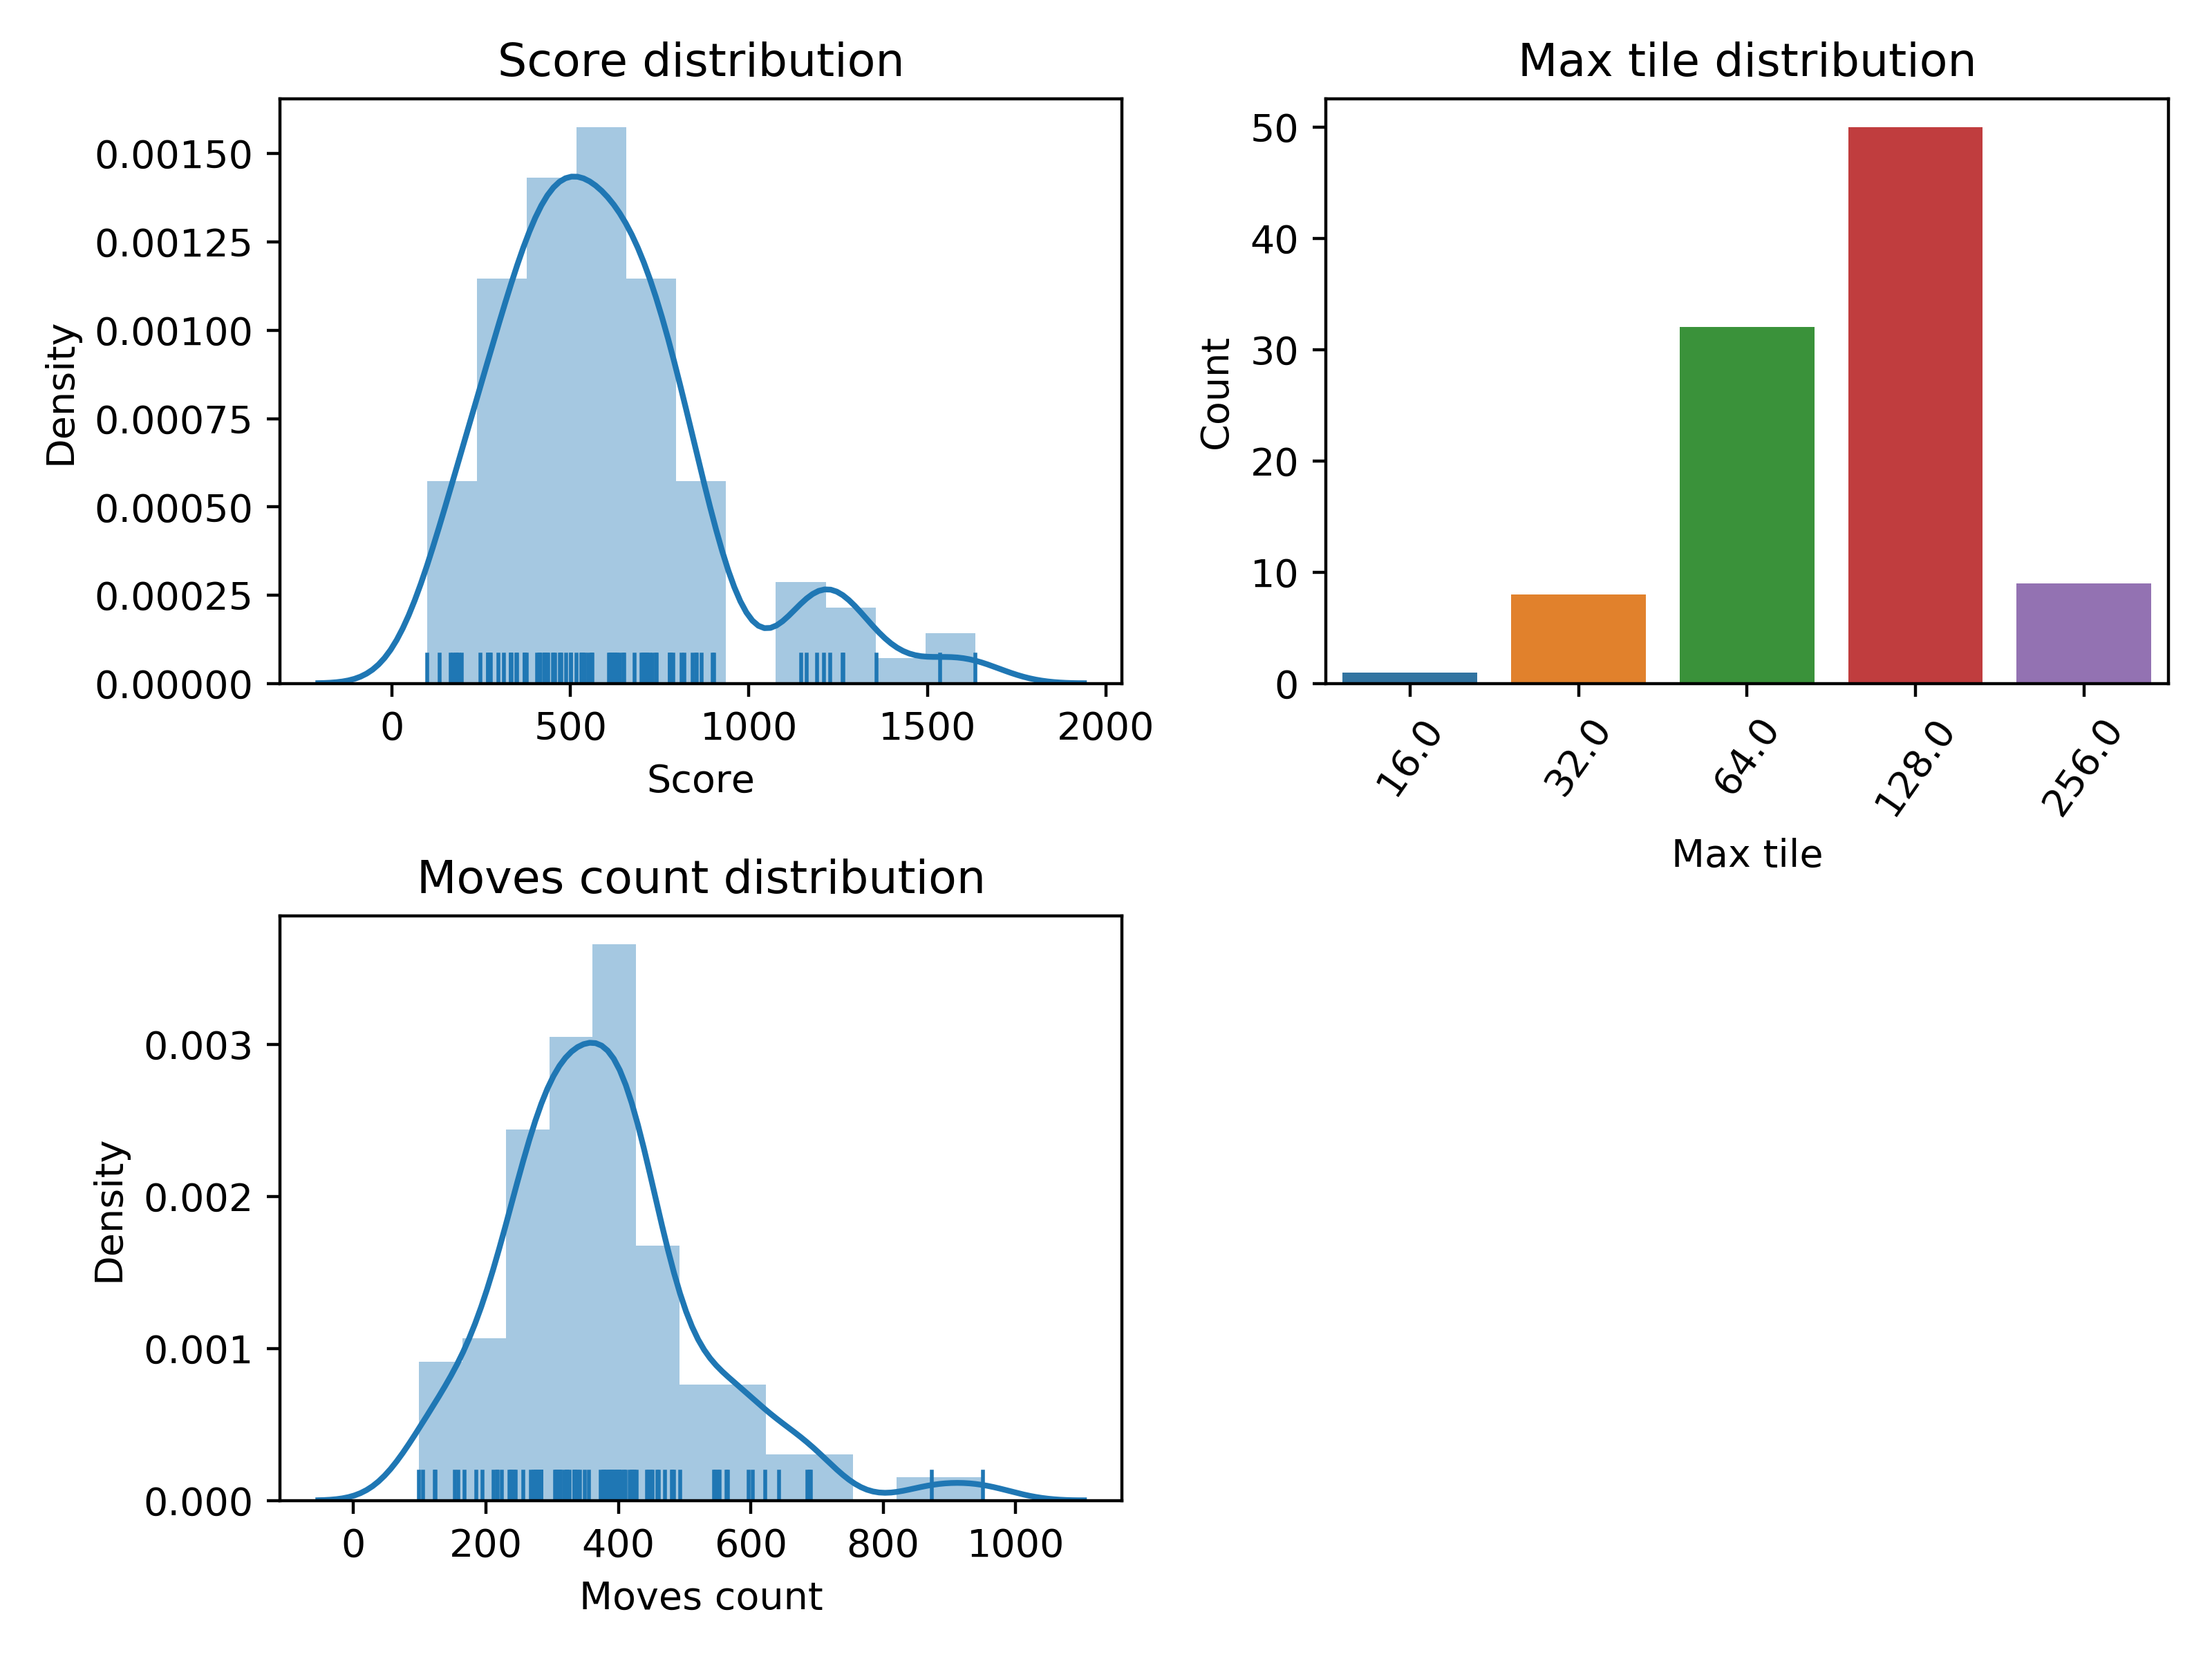 Score distribution
0.00150
0.00125
0.00100
0.00075
0.00050
0.00025
0.00000
Density
0 500 1000 1500 2000
Score
Max tile distribution
50
40
30
20
10
0
Count
16.0 32.0 64.0 128.0 256.0
Max tile
Moves count distribution
0.003
0.002
0.001
0.000
Density
0 200 400 600 800 1000
Moves count